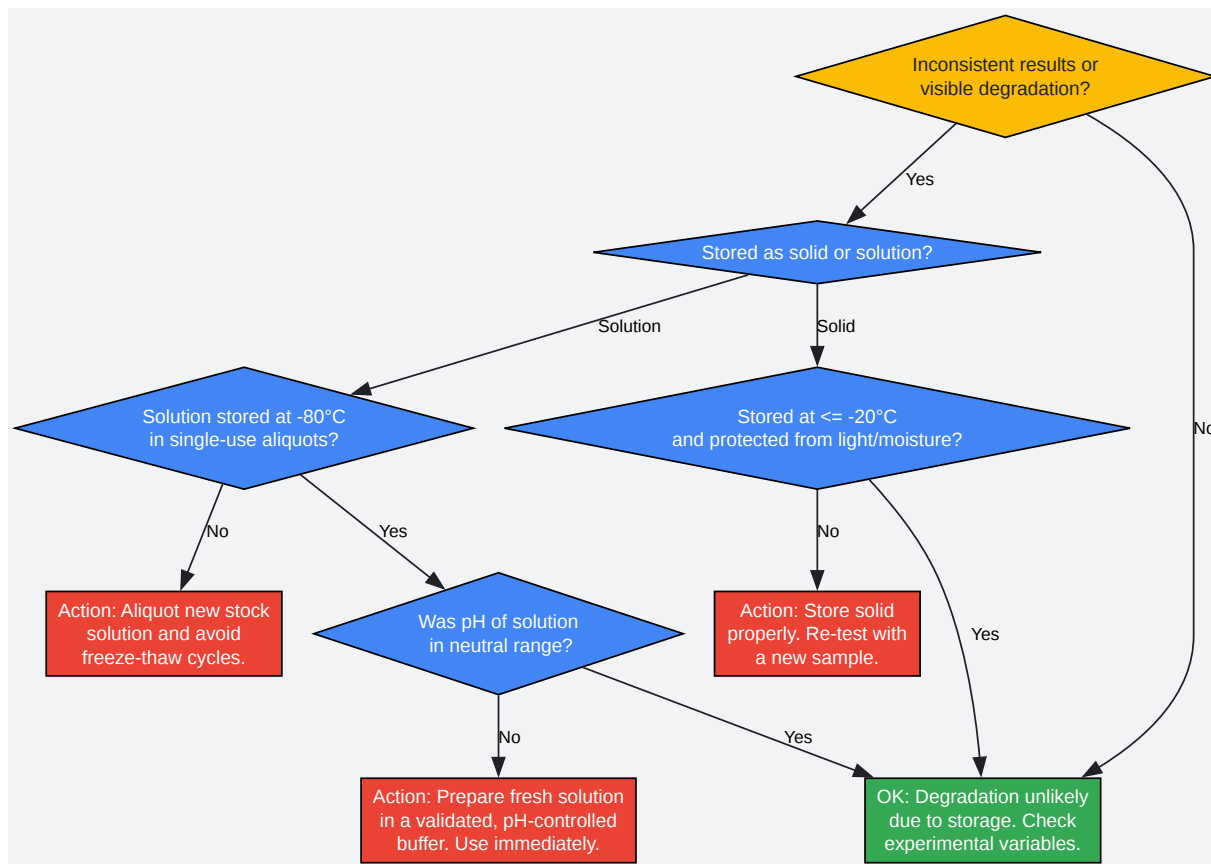 Inconsistent results or
visible degradation?
Yes
No
Stored as solid or solution?
Solution
Solid
Solution stored at -80°C
in single-use aliquots?
Stored at <= -20°C
and protected from light/moisture?
No
Yes
No
Yes
Action: Aliquot new stock
solution and avoid
freeze-thaw cycles.
Was pH of solution
in neutral range?
Action: Store solid
properly. Re-test with
a new sample.
No
Yes
Action: Prepare fresh solution
in a validated, pH-controlled
buffer. Use immediately.
OK: Degradation unlikely
due to storage. Check
experimental variables.